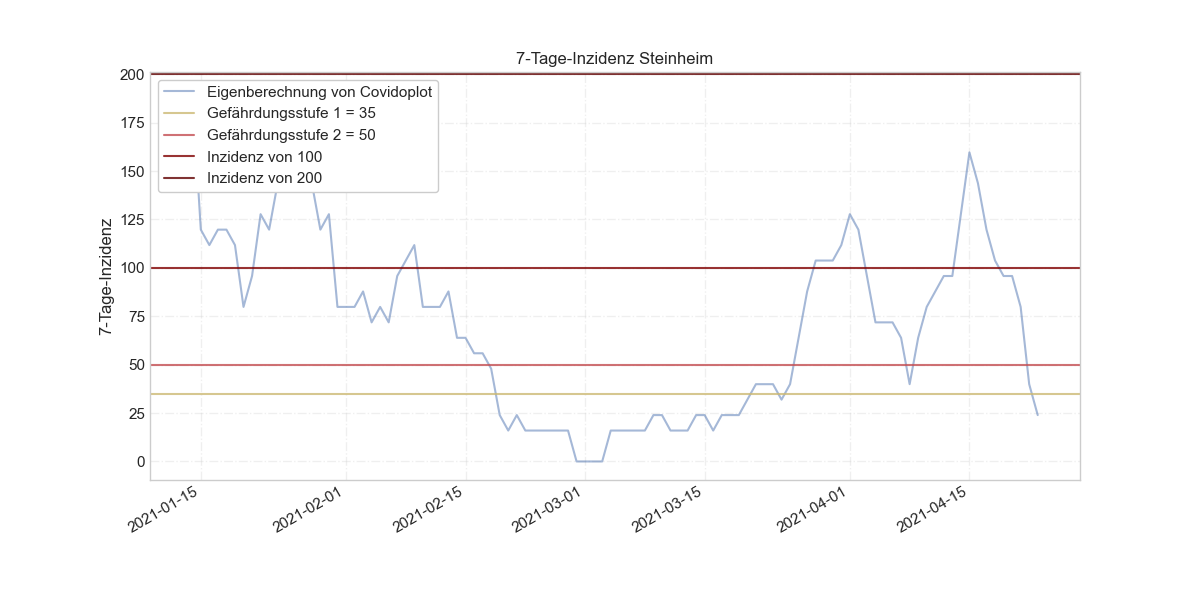 7-Tage-Inzidenz Steinheim
7-Tage-Inzidenz
200
175
150
125
100
75
50
25
0
Eigenberechnung von Covidoplot
Gefährdungsstufe 1 = 35
Gefährdungsstufe 2 = 50
Inzidenz von 100
Inzidenz von 200
2021-01-15
2021-02-01
2021-02-15
2021-03-01
2021-03-15
2021-04-01
2021-04-15